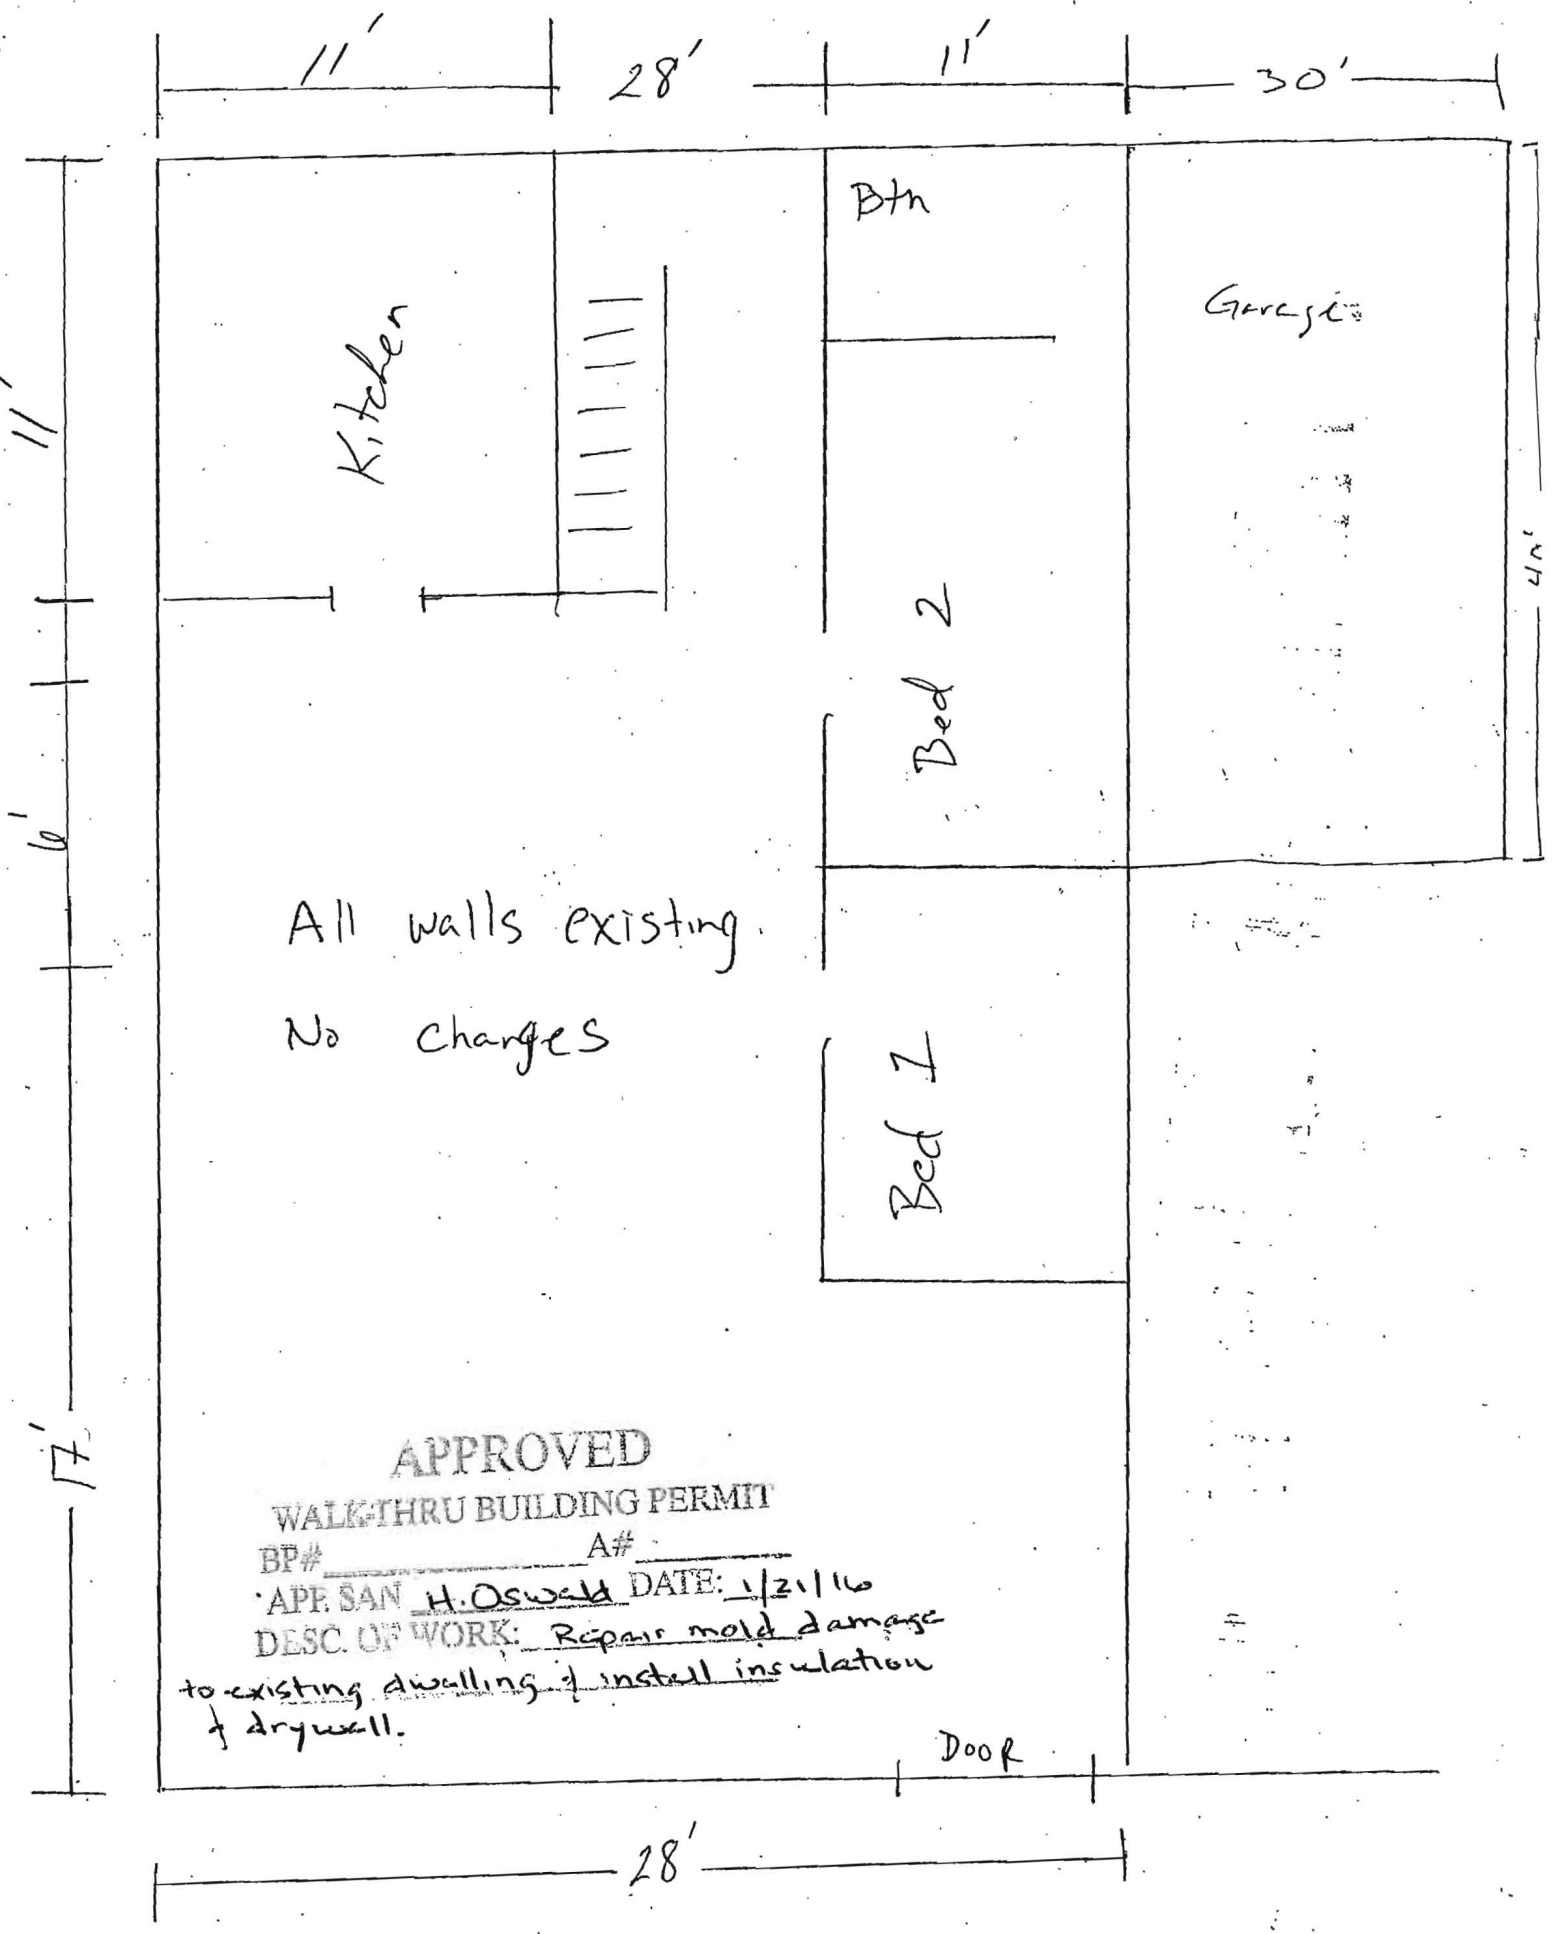 11' 28' 11' 30'
Bth
Garage
Kitchen
11'
Bed 2
6'
All walls existing.
No changes
Bed 1
17'
APPROVED
WALK-THRU BUILDING PERMIT
BP# A#
APP. SAN H. Oswald DATE: 1/21/16
DESC. OF WORK: Repair mold damage
to existing dwelling & install insulation
& drywall.
DOOR
28'